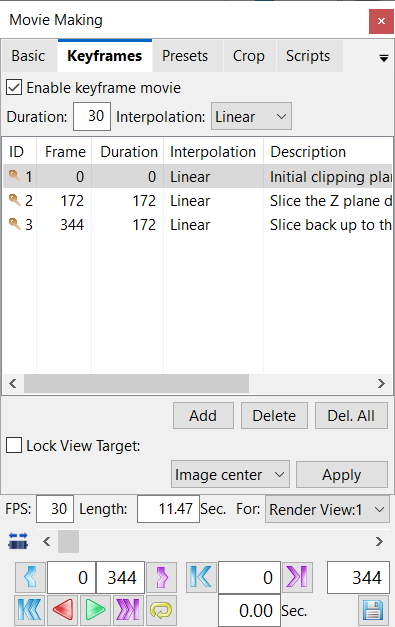 Movie Making
Basic Keyframes Presets Crop Scripts
Enable keyframe movie
Duration: 30 Interpolation: Linear
ID Frame Duration Interpolation Description
1 0 0 Linear Initial clipping plan
2 172 172 Linear Slice the Z plane d
3 344 172 Linear Slice back up to th
Add Delete Del. All
Lock View Target:
Image center Apply
FPS: 30 Length: 11.47 Sec. For: Render View:1
0 344 0 344
0.00 Sec.